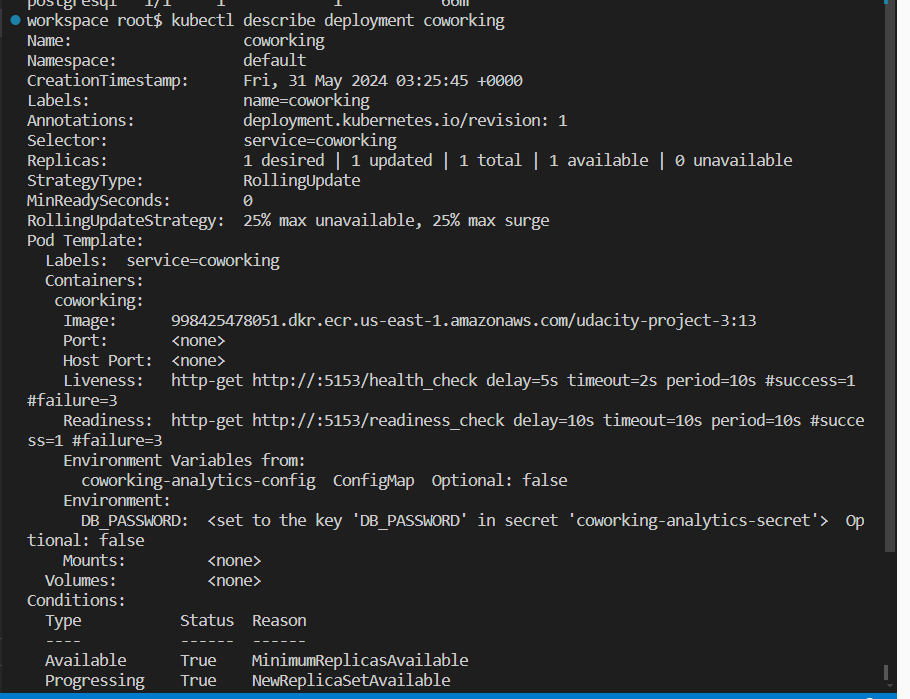 postgresql   1/1     1            1           66m
workspace root$ kubectl describe deployment coworking
Name:                   coworking
Namespace:              default
CreationTimestamp:      Fri, 31 May 2024 03:25:45 +0000
Labels:                 name=coworking
Annotations:            deployment.kubernetes.io/revision: 1
Selector:               service=coworking
Replicas:               1 desired | 1 updated | 1 total | 1 available | 0 unavailable
StrategyType:           RollingUpdate
MinReadySeconds:        0
RollingUpdateStrategy:  25% max unavailable, 25% max surge
Pod Template:
  Labels:  service=coworking
  Containers:
   coworking:
    Image:      998425478051.dkr.ecr.us-east-1.amazonaws.com/udacity-project-3:13
    Port:       <none>
    Host Port:  <none>
    Liveness:   http-get http://:5153/health_check delay=5s timeout=2s period=10s #success=1
#failure=3
    Readiness:  http-get http://:5153/readiness_check delay=10s timeout=10s period=10s #succe
ss=1 #failure=3
    Environment Variables from:
      coworking-analytics-config  ConfigMap  Optional: false
    Environment:
      DB_PASSWORD:  <set to the key 'DB_PASSWORD' in secret 'coworking-analytics-secret'>  Op
tional: false
    Mounts:         <none>
  Volumes:          <none>
Conditions:
  Type           Status  Reason
  ----           ------  ------
  Available      True    MinimumReplicasAvailable
  Progressing    True    NewReplicaSetAvailable